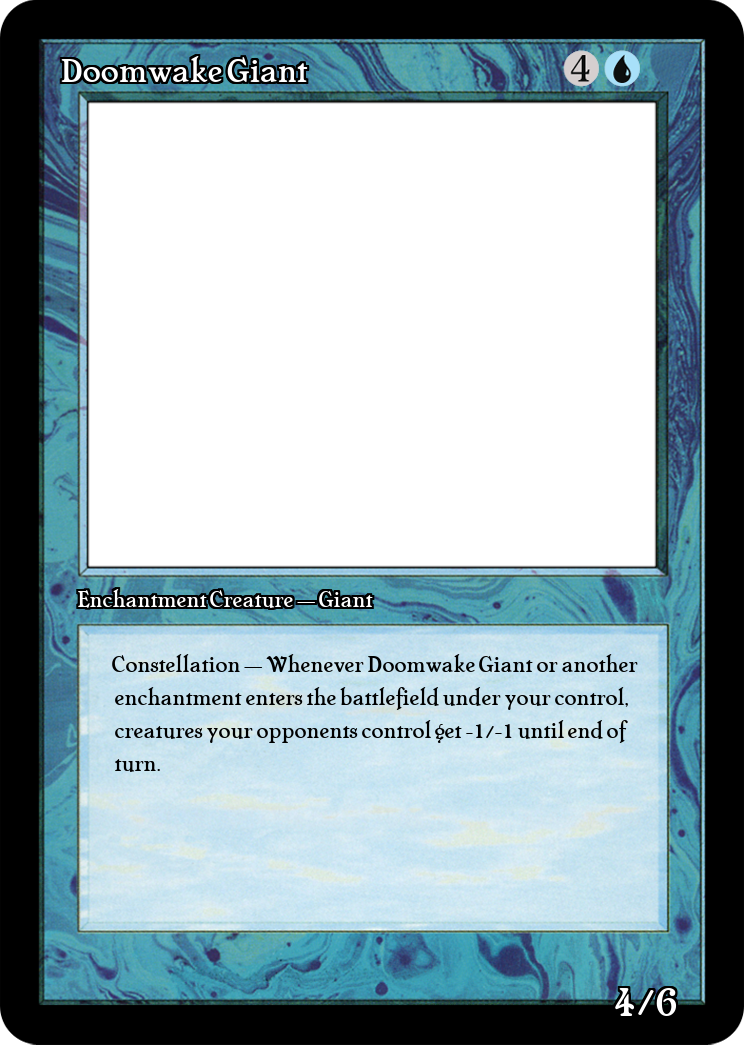 Doomwake Giant 4
Enchantment Creature — Giant
Constellation — Whenever Doomwake Giant or another
enchantment enters the battlefield under your control,
creatures your opponents control get -1/-1 until end of
turn.
4/6